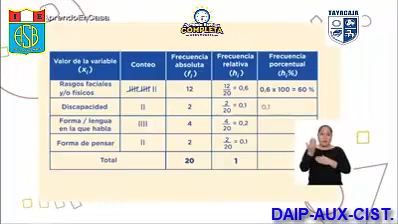 #AprendoEnCasa
I E
ASB
COMPLETA
TAYACAJA
Valor de la variable (xᵢ) Conteo Frecuencia absoluta (fᵢ) Frecuencia relativa (hᵢ) Frecuencia porcentual (hᵢ%)
Rasgos faciales y/o físicos 12 12/20 = 0,6 0,6 x 100 = 60 %
Discapacidad || 2 2/20 = 0,1 0,1
Forma / lengua en la que habla |||| 4 4/20 = 0,2
Forma de pensar || 2 2/20 = 0,1
Total 20 1
DAIP-AUX-CIST.